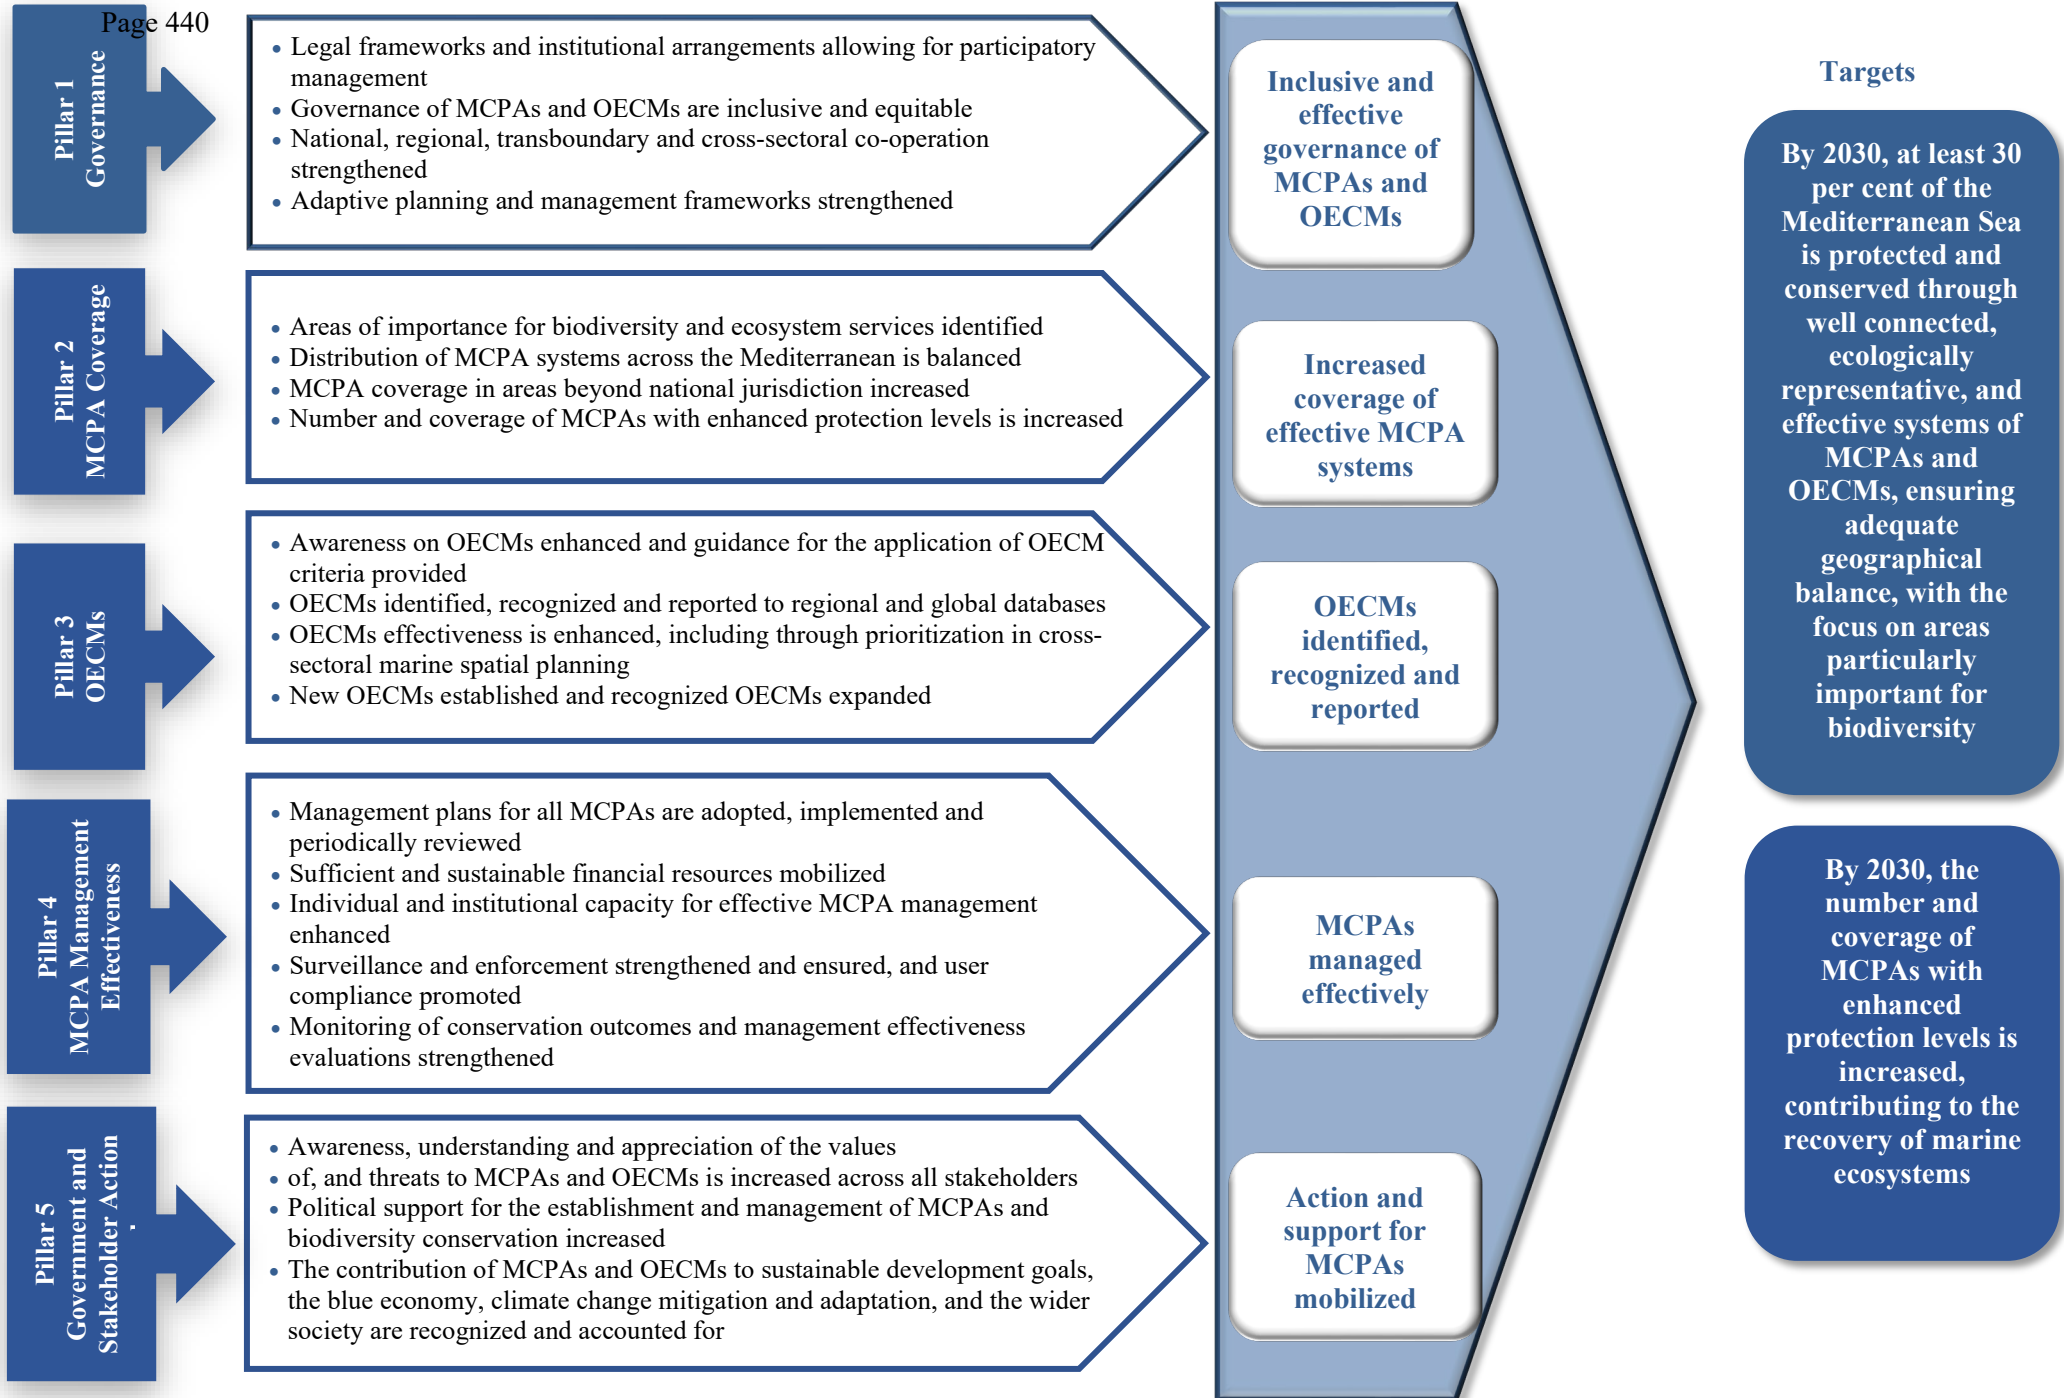 Page 440
Pillar 1
Governance
• Legal frameworks and institutional arrangements allowing for participatory
management
• Governance of MCPAs and OECMs are inclusive and equitable
• National, regional, transboundary and cross-sectoral co-operation
strengthened
• Adaptive planning and management frameworks strengthened
Inclusive and
effective
governance of
MCPAs and
OECMs
Pillar 2
MCPA Coverage
• Areas of importance for biodiversity and ecosystem services identified
• Distribution of MCPA systems across the Mediterranean is balanced
• MCPA coverage in areas beyond national jurisdiction increased
• Number and coverage of MCPAs with enhanced protection levels is increased
Increased
coverage of
effective MCPA
systems
Pillar 3
OECMs
• Awareness on OECMs enhanced and guidance for the application of OECM
criteria provided
• OECMs identified, recognized and reported to regional and global databases
• OECMs effectiveness is enhanced, including through prioritization in cross-
sectoral marine spatial planning
• New OECMs established and recognized OECMs expanded
OECMs
identified,
recognized and
reported
Pillar 4
MCPA Management
Effectiveness
• Management plans for all MCPAs are adopted, implemented and
periodically reviewed
• Sufficient and sustainable financial resources mobilized
• Individual and institutional capacity for effective MCPA management
enhanced
• Surveillance and enforcement strengthened and ensured, and user
compliance promoted
• Monitoring of conservation outcomes and management effectiveness
evaluations strengthened
MCPAs
managed
effectively
Pillar 5
Government and
Stakeholder Action
• Awareness, understanding and appreciation of the values
• of, and threats to MCPAs and OECMs is increased across all stakeholders
• Political support for the establishment and management of MCPAs and
biodiversity conservation increased
• The contribution of MCPAs and OECMs to sustainable development goals,
the blue economy, climate change mitigation and adaptation, and the wider
society are recognized and accounted for
Action and
support for
MCPAs
mobilized
Targets
By 2030, at least 30
per cent of the
Mediterranean Sea
is protected and
conserved through
well connected,
ecologically
representative, and
effective systems of
MCPAs and
OECMs, ensuring
adequate
geographical
balance, with the
focus on areas
particularly
important for
biodiversity
By 2030, the
number and
coverage of
MCPAs with
enhanced
protection levels is
increased,
contributing to the
recovery of marine
ecosystems